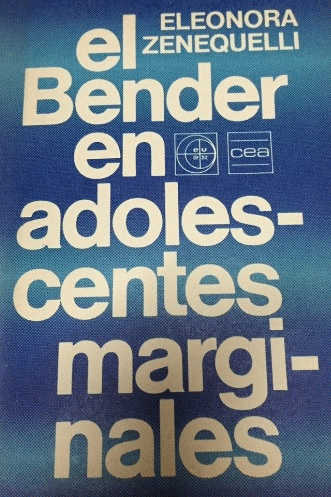 ELEONORA
ZENEQUELLI
el
Bender
en
cea
adoles-
centes
margi-
nales